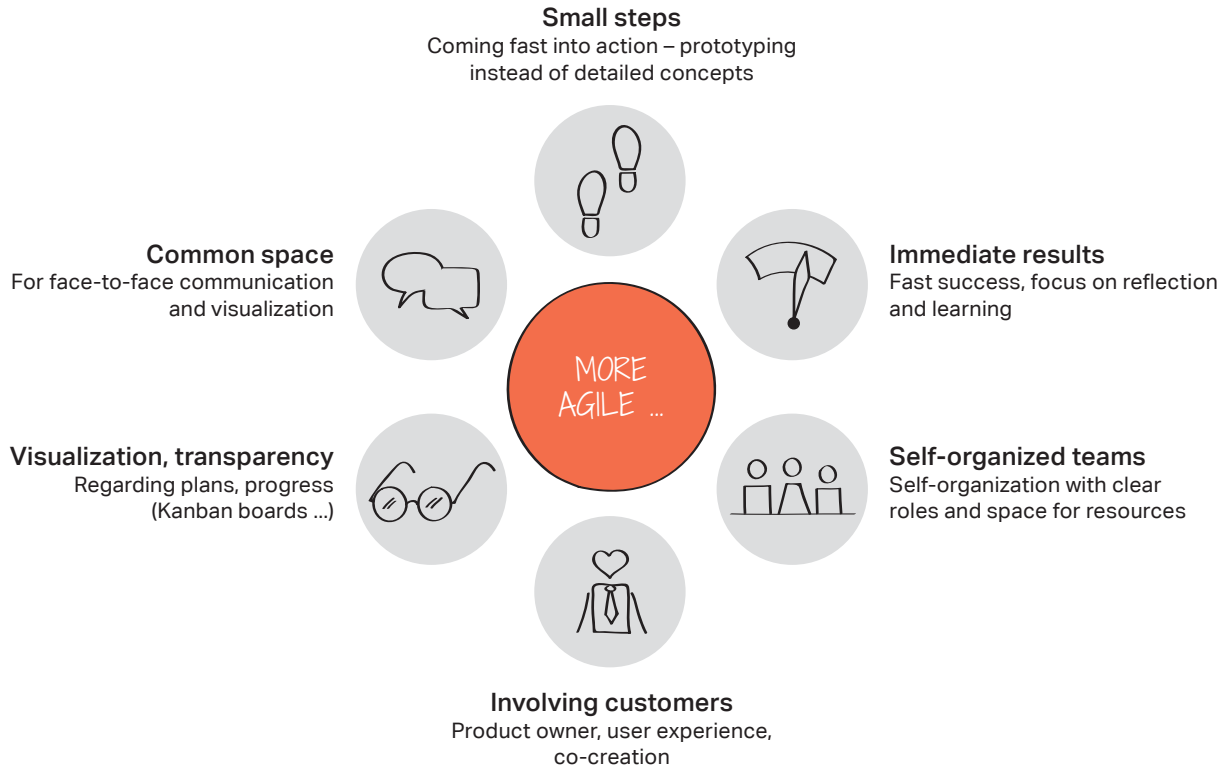 Small steps
Coming fast into action – prototyping
instead of detailed concepts
Common space
For face-to-face communication
and visualization
Immediate results
Fast success, focus on reflection
and learning
MORE
AGILE ...
Visualization, transparency
Regarding plans, progress
(Kanban boards ...)
Self-organized teams
Self-organization with clear
roles and space for resources
Involving customers
Product owner, user experience,
co-creation